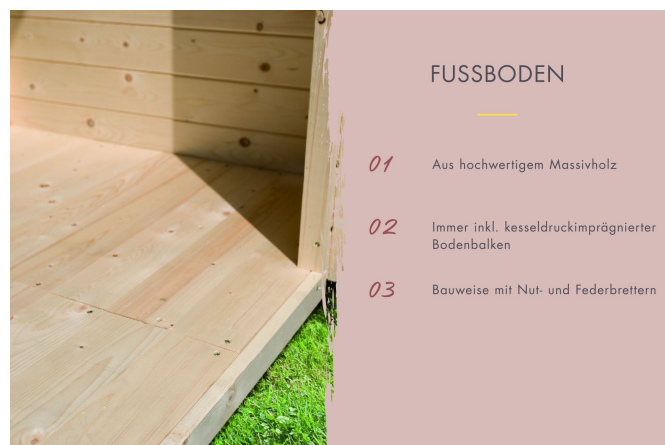 FUSSBODEN
01 Aus hochwertigem Massivholz
02 Immer inkl. kesseldruckimprägnierter
Bodenbalken
03 Bauweise mit Nut- und Federbrettern